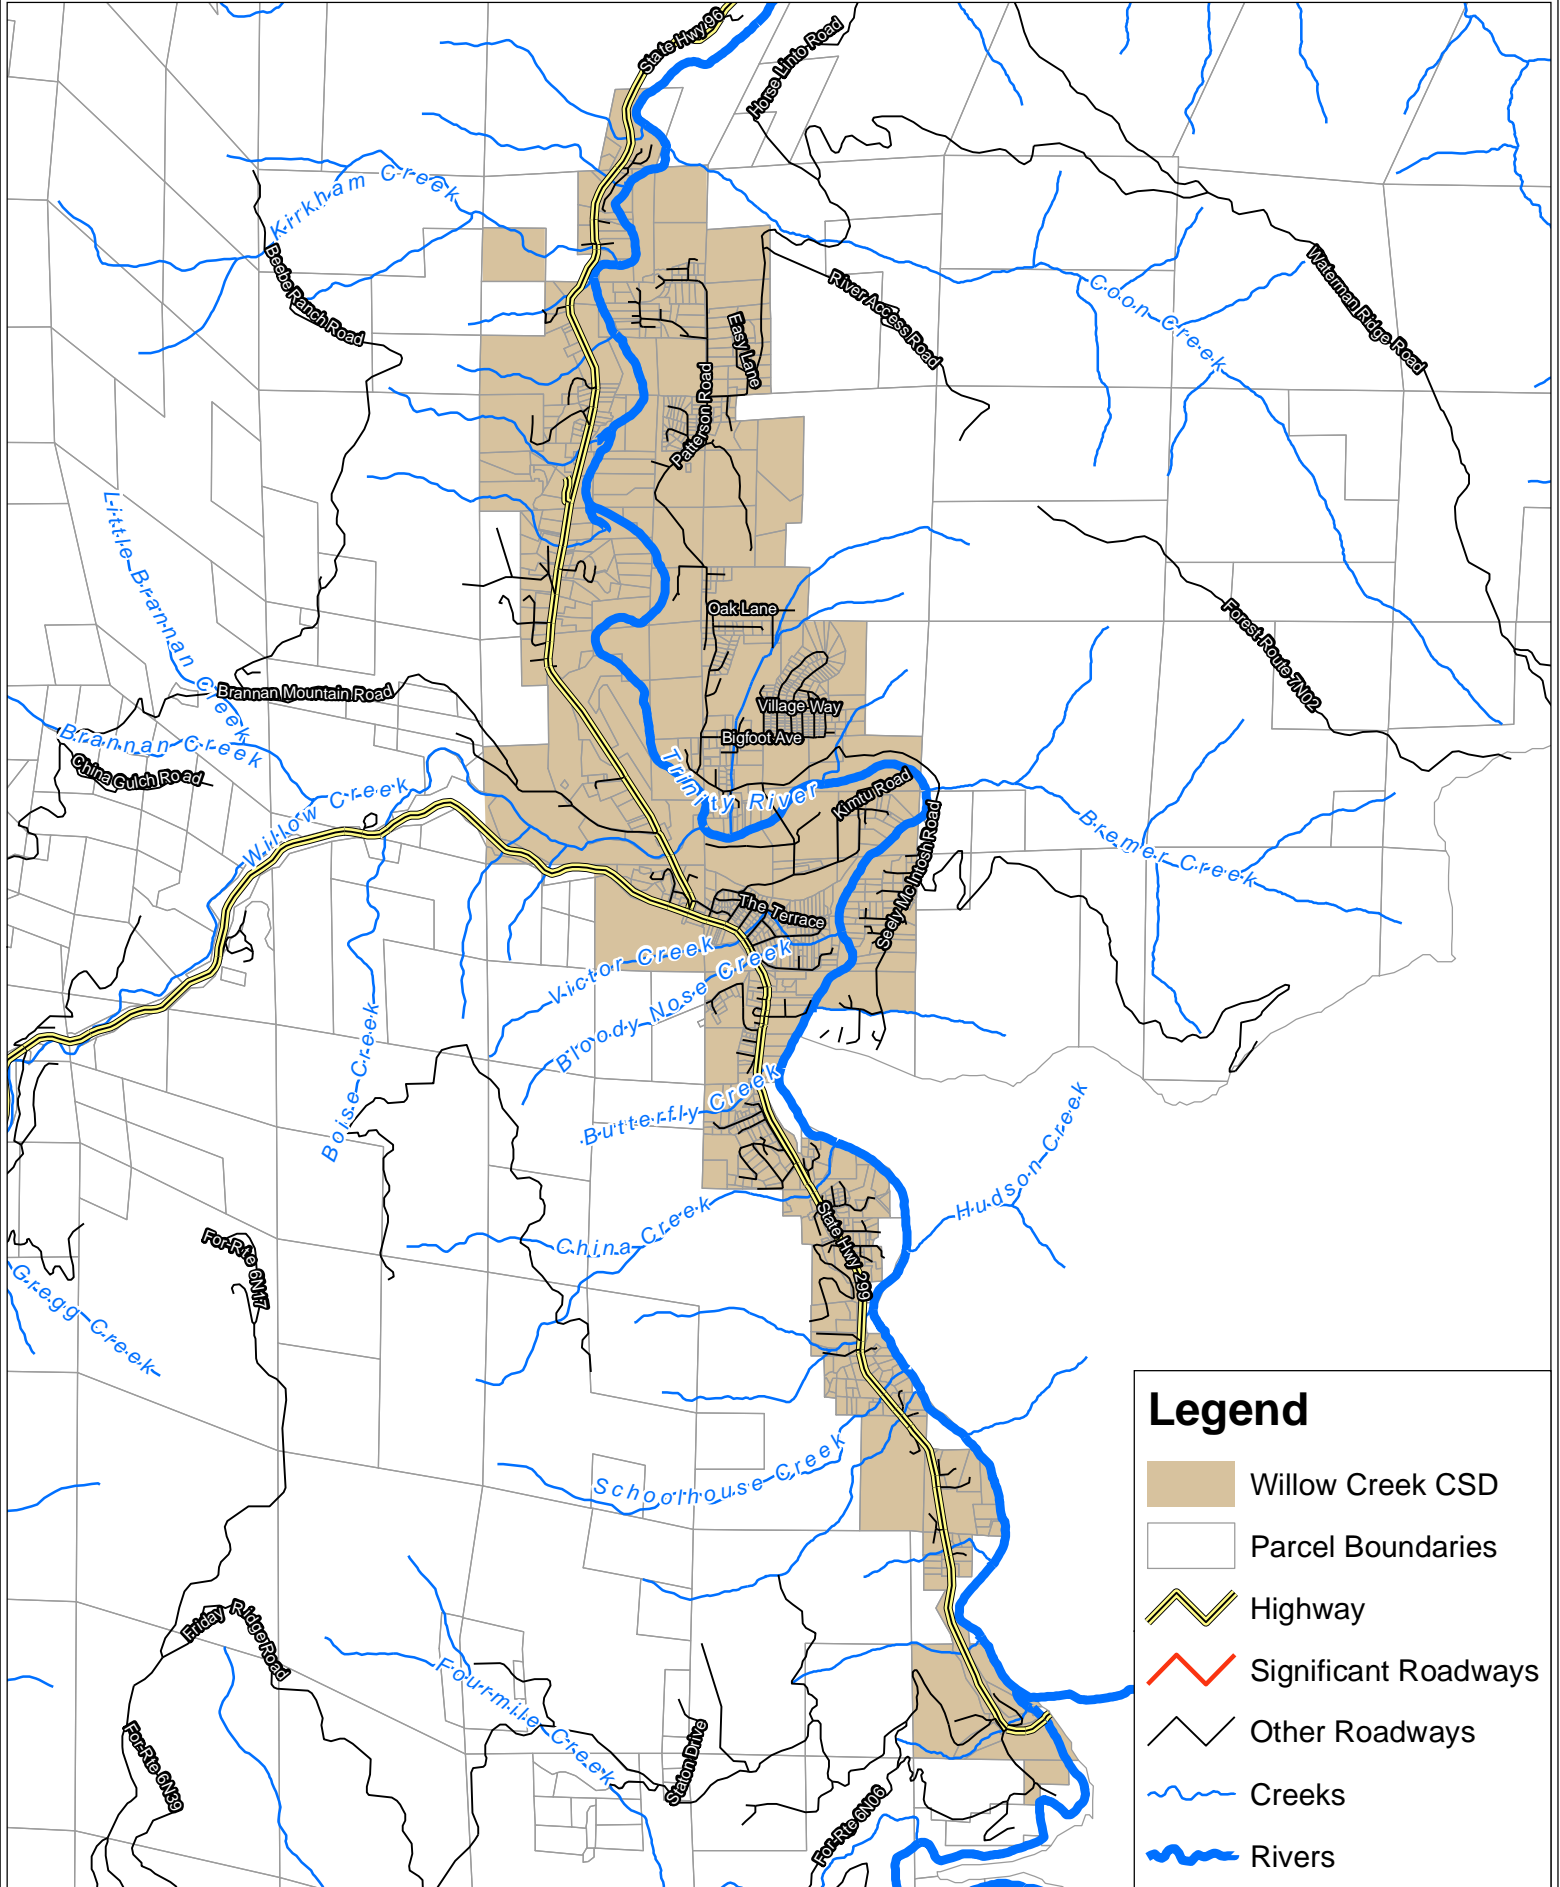 State Hwy 96
Horse Linto Road
Kirkham Creek
Beebe Ranch Road
River Access Road
Coon Creek
Waterman Ridge Road
Easy Lane
Patterson Road
Little Brannan Creek
Oak Lane
Forest Route 7N02
Brannan Mountain Road
Village Way
Bigfoot Ave
Brannan Creek
China Gulch Road
Trinity River
Kimtu Road
Willow Creek
Bremer Creek
Seely McIntosh Road
The Terrace
Victor Creek
Bloody Nose Creek
Boise Creek
Butterfly Creek
Hudson Creek
China Creek
State Hwy 299
For Rte 6N17
Gregg Creek
Schoolhouse Creek
Friday Ridge Road
Fourmile Creek
For Rte 6N39
Staton Drive
For Rte 6N06
Legend
Willow Creek CSD
Parcel Boundaries
Highway
Significant Roadways
Other Roadways
Creeks
Rivers